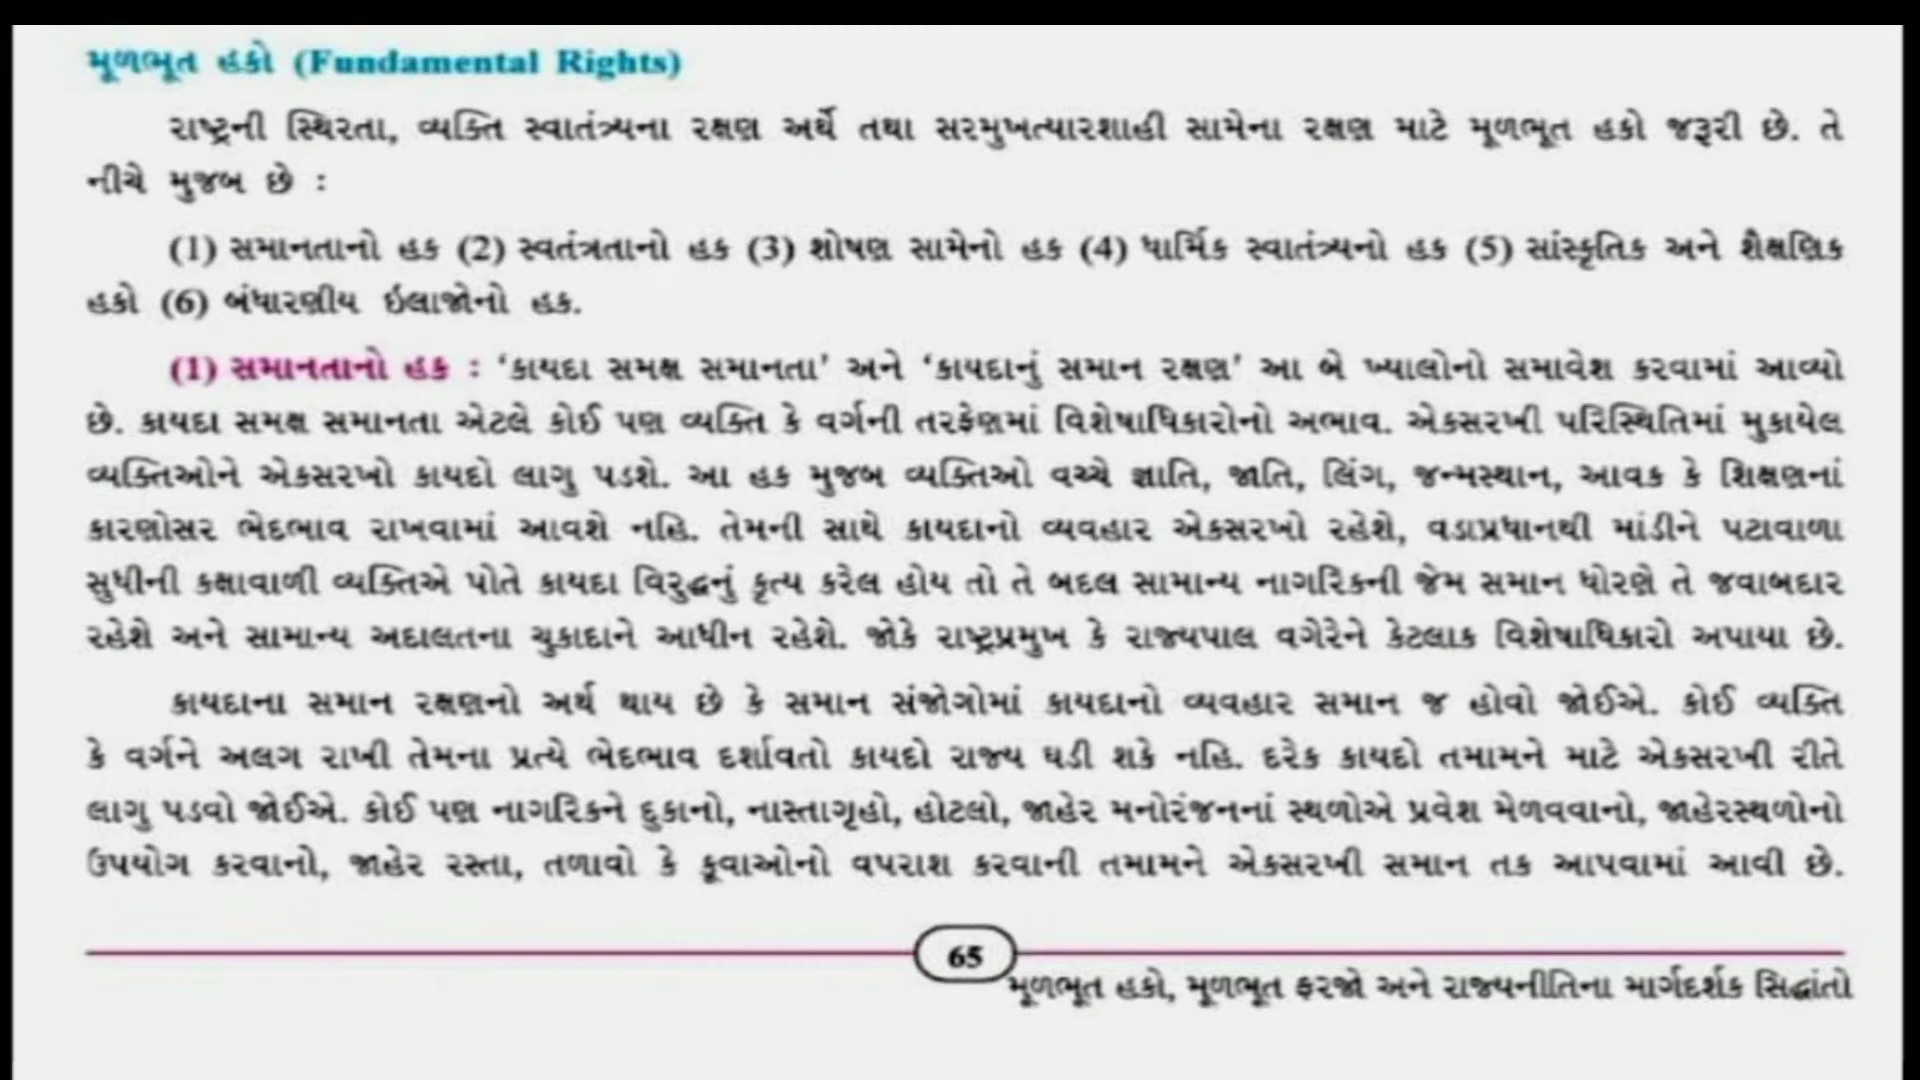 મૂળભૂત હકો (Fundamental Rights)
રાષ્ટ્રની સ્થિરતા, વ્યક્તિ સ્વાતંત્ર્યના રક્ષણ અર્થે તથા સરમુખત્યારશાહી સામેના રક્ષણ માટે મૂળભૂત હકો જરૂરી છે. તે
નીચે મુજબ છે :
(1) સમાનતાનો હક (2) સ્વતંત્રતાનો હક (3) શોષણ સામેનો હક (4) ધાર્મિક સ્વાતંત્ર્યનો હક (5) સાંસ્કૃતિક અને શૈક્ષણિક
હકો (6) બંધારણીય ઇલાજોનો હક.
(1) સમાનતાનો હક : ‘કાયદા સમક્ષ સમાનતા’ અને ‘કાયદાનું સમાન રક્ષણ’ આ બે ખ્યાલોનો સમાવેશ કરવામાં આવ્યો
છે. કાયદા સમક્ષ સમાનતા એટલે કોઈ પણ વ્યક્તિ કે વર્ગની તરફેણમાં વિશેષાધિકારોનો અભાવ. એકસરખી પરિસ્થિતિમાં મુકાયેલ
વ્યક્તિઓને એકસરખો કાયદો લાગુ પડશે. આ હક મુજબ વ્યક્તિઓ વચ્ચે જ્ઞાતિ, જાતિ, લિંગ, જન્મસ્થાન, આવક કે શિક્ષણનાં
કારણોસર ભેદભાવ રાખવામાં આવશે નહિ. તેમની સાથે કાયદાનો વ્યવહાર એકસરખો રહેશે, વડાપ્રધાનથી માંડીને પટાવાળા
સુધીની કક્ષાવાળી વ્યક્તિએ પોતે કાયદા વિરુદ્ધનું કૃત્ય કરેલ હોય તો તે બદલ સામાન્ય નાગરિકની જેમ સમાન ધોરણે તે જવાબદાર
રહેશે અને સામાન્ય અદાલતના ચુકાદાને આધીન રહેશે. જોકે રાષ્ટ્રપ્રમુખ કે રાજ્યપાલ વગેરેને કેટલાક વિશેષાધિકારો અપાયા છે.
કાયદાના સમાન રક્ષણનો અર્થ થાય છે કે સમાન સંજોગોમાં કાયદાનો વ્યવહાર સમાન જ હોવો જોઈએ. કોઈ વ્યક્તિ
કે વર્ગને અલગ રાખી તેમના પ્રત્યે ભેદભાવ દર્શાવતો કાયદો રાજ્ય ઘડી શકે નહિ. દરેક કાયદો તમામને માટે એકસરખી રીતે
લાગુ પડવો જોઈએ. કોઈ પણ નાગરિકને દુકાનો, નાસ્તાગૃહો, હોટલો, જાહેર મનોરંજનનાં સ્થળોએ પ્રવેશ મેળવવાનો, જાહેરસ્થળોનો
ઉપયોગ કરવાનો, જાહેર રસ્તા, તળાવો કે કૂવાઓનો વપરાશ કરવાની તમામને એકસરખી સમાન તક આપવામાં આવી છે.
65
મૂળભૂત હકો, મૂળભૂત ફરજો અને રાજ્યનીતિના માર્ગદર્શક સિદ્ધાંતો